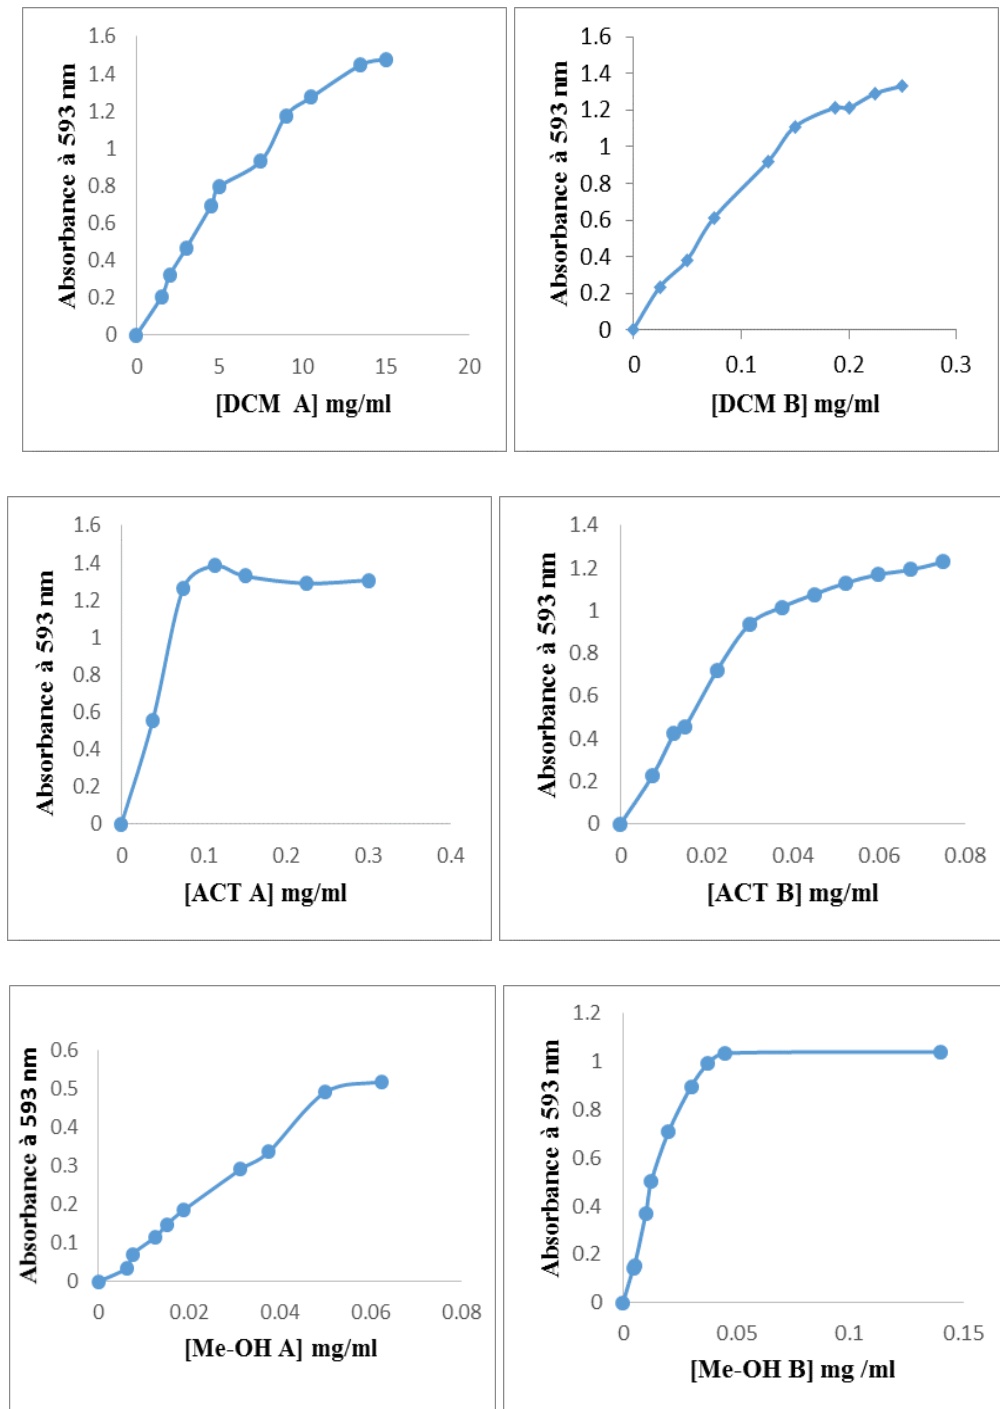 Absorbance à 593 nm
1.6
1.4
1.2
1
0.8
0.6
0.4
0.2
0
0 5 10 15 20
[DCM A] mg/ml
Absorbance à 593 nm
1.6
1.4
1.2
1
0.8
0.6
0.4
0.2
0
0 0.1 0.2 0.3
[DCM B] mg/ml
Absorbance à 593 nm
1.6
1.4
1.2
1
0.8
0.6
0.4
0.2
0
0 0.1 0.2 0.3 0.4
[ACT A] mg/ml
Absorbance à 593 nm
1.4
1.2
1
0.8
0.6
0.4
0.2
0
0 0.02 0.04 0.06 0.08
[ACT B] mg/ml
Absorbance à 593 nm
0.6
0.5
0.4
0.3
0.2
0.1
0
0 0.02 0.04 0.06 0.08
[Me-OH A] mg/ml
Absorbance à 593 nm
1.2
1
0.8
0.6
0.4
0.2
0
0 0.05 0.1 0.15
[Me-OH B] mg /ml